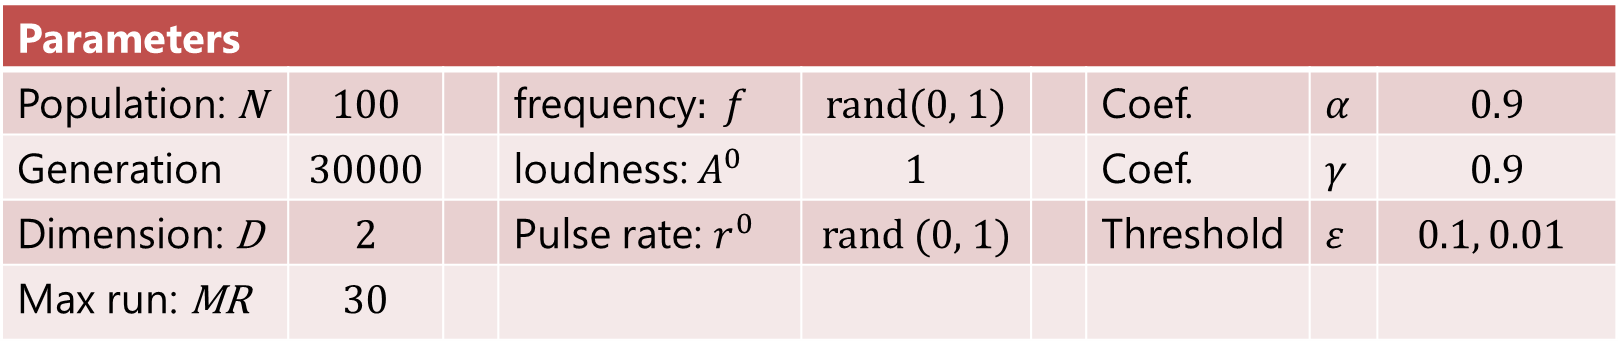 Parameters
Population: N 100 frequency: f rand(0, 1) Coef. α 0.9
Generation 30000 loudness: A⁰ 1 Coef. γ 0.9
Dimension: D 2 Pulse rate: r⁰ rand (0, 1) Threshold ε 0.1, 0.01
Max run: MR 30